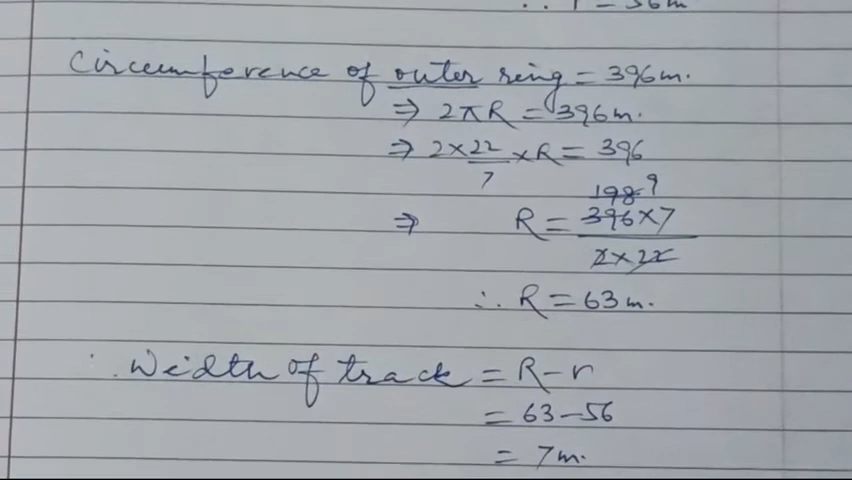 ∴ r = 56m
Circumference of outer ring = 396m.
⇒ 2πR = 396m.
⇒ 2 × 22/7 × R = 396
198 9
⇒ R = 396×7
2×22
∴ R = 63m.
∴ Width of track = R-r
= 63-56
= 7m.